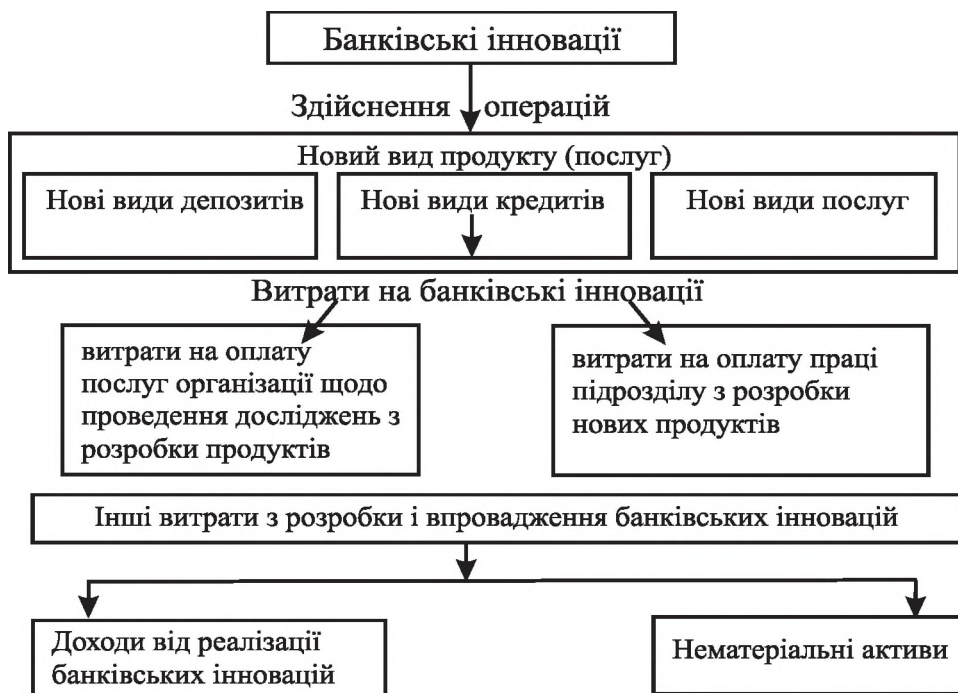 Банківські інновації
Здійснення операцій
Новий вид продукту (послуг)
Нові види депозитів
Нові види кредитів
Нові види послуг
Витрати на банківські інновації
витрати на оплату
послуг організації щодо
проведення досліджень з
розробки продуктів
витрати на оплату праці
підрозділу з розробки
нових продуктів
Інші витрати з розробки і впровадження банківських інновацій
Доходи від реалізації
банківських інновацій
Нематеріальні активи